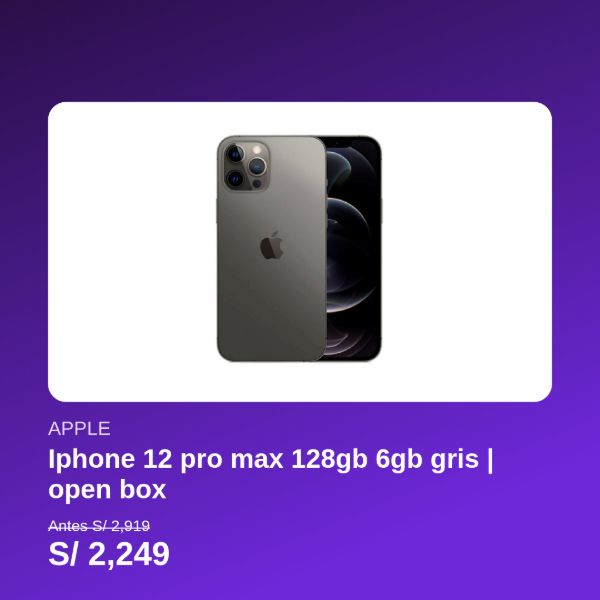 APPLE
Iphone 12 pro max 128gb 6gb gris |
open box
Antes S/ 2,919
S/ 2,249